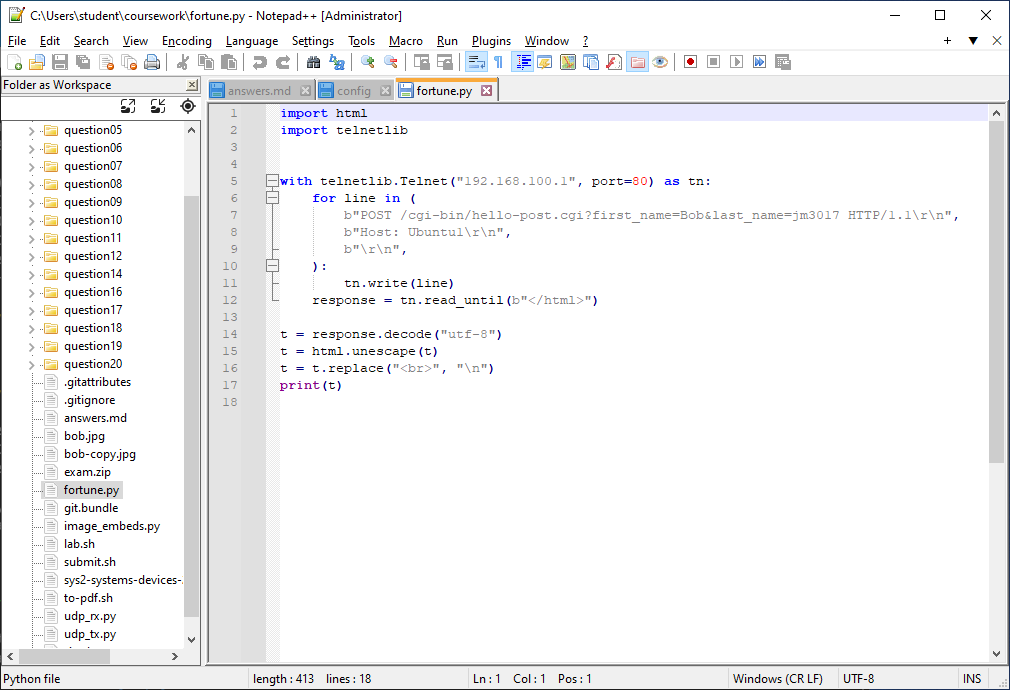 C:\Users\student\coursework\fortune.py - Notepad++ [Administrator]
File Edit Search View Encoding Language Settings Tools Macro Run Plugins Window ?
Folder as Workspace
question05
question06
question07
question08
question09
question10
question11
question12
question14
question16
question17
question18
question19
question20
.gitattributes
.gitignore
answers.md
bob.jpg
bob-copy.jpg
exam.zip
fortune.py
git.bundle
image_embeds.py
lab.sh
submit.sh
sys2-systems-devices-
to-pdf.sh
udp_rx.py
udp_tx.py
answers.md config fortune.py
1 import html
2 import telnetlib
3
4
5 with telnetlib.Telnet("192.168.100.1", port=80) as tn:
6 for line in (
7 b"POST /cgi-bin/hello-post.cgi?first_name=Bob&last_name=jm3017 HTTP/1.1\r\n",
8 b"Host: Ubuntu1\r\n",
9 b"\r\n",
10 ):
11 tn.write(line)
12 response = tn.read_until(b"</html>")
13
14 t = response.decode("utf-8")
15 t = html.unescape(t)
16 t = t.replace("<br>", "\n")
17 print(t)
18
Python file length : 413 lines : 18 Ln : 1 Col : 1 Pos : 1 Windows (CR LF) UTF-8 INS